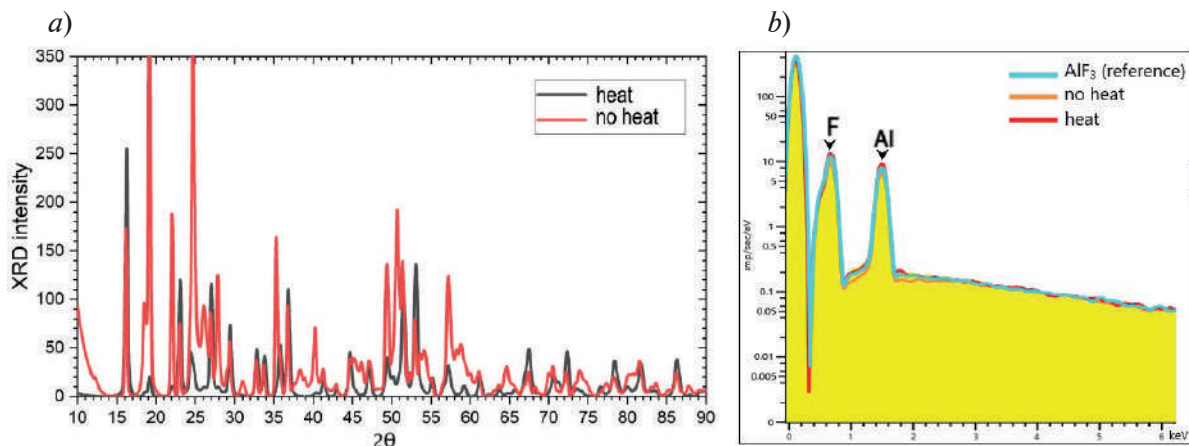 a)
b)
350
300
250
200
150
100
50
0
XRD intensity
heat
no heat
10 15 20 25 30 35 40 45 50 55 60 65 70 75 80 85 90
2θ
AlF₃ (reference)
no heat
heat
F
Al
100
50
10
5
1
0.5
0.1
0.05
0.01
0.005
0
imp/sec/eV
0 1 2 3 4 5 6 keV